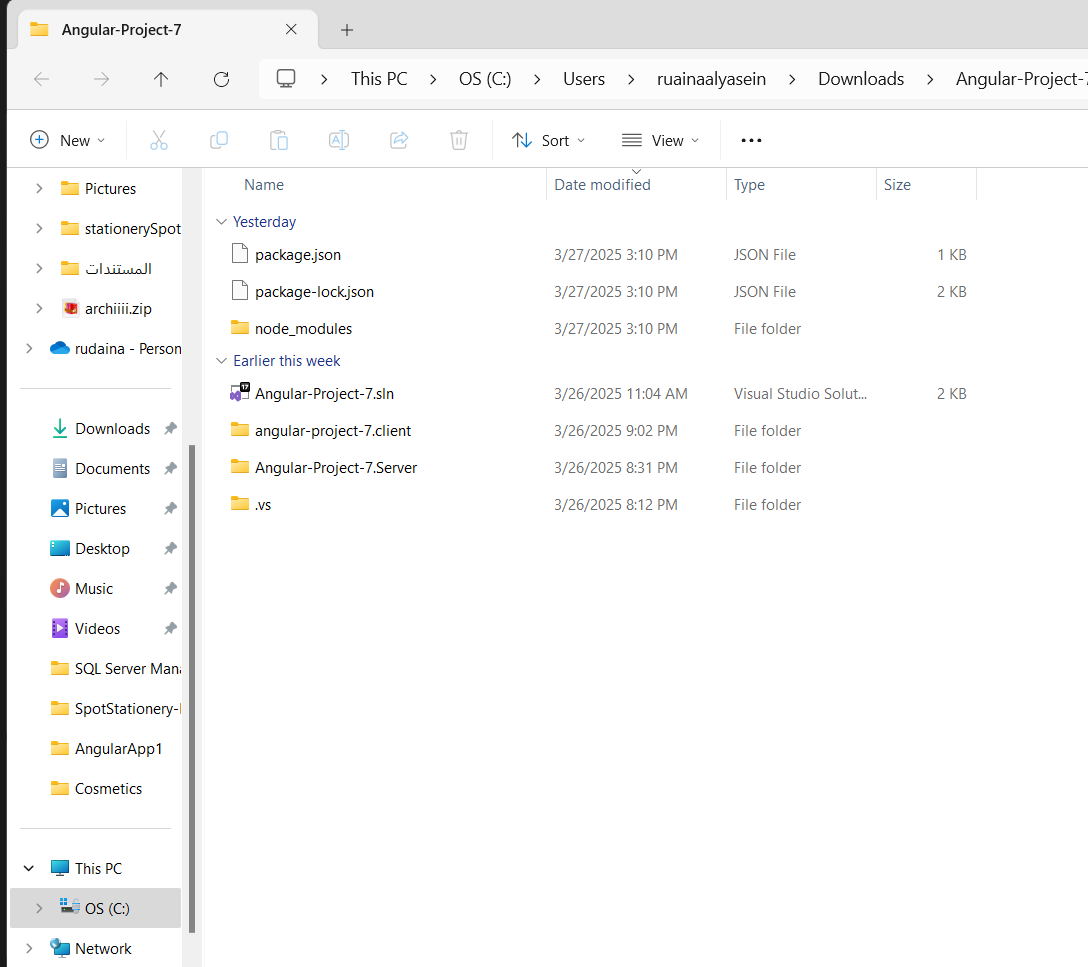 Angular-Project-7
This PC > OS (C:) > Users > ruainaalyasein > Downloads > Angular-Project-7
New
Sort
View
Name Date modified Type Size
Pictures
stationerySpot
المستندات
archiiii.zip
rudaina - Person
Downloads
Documents
Pictures
Desktop
Music
Videos
SQL Server Mana
SpotStationery-
AngularApp1
Cosmetics
This PC
OS (C:)
Network
Yesterday
package.json 3/27/2025 3:10 PM JSON File 1 KB
package-lock.json 3/27/2025 3:10 PM JSON File 2 KB
node_modules 3/27/2025 3:10 PM File folder
Earlier this week
Angular-Project-7.sln 3/26/2025 11:04 AM Visual Studio Solut... 2 KB
angular-project-7.client 3/26/2025 9:02 PM File folder
Angular-Project-7.Server 3/26/2025 8:31 PM File folder
.vs 3/26/2025 8:12 PM File folder